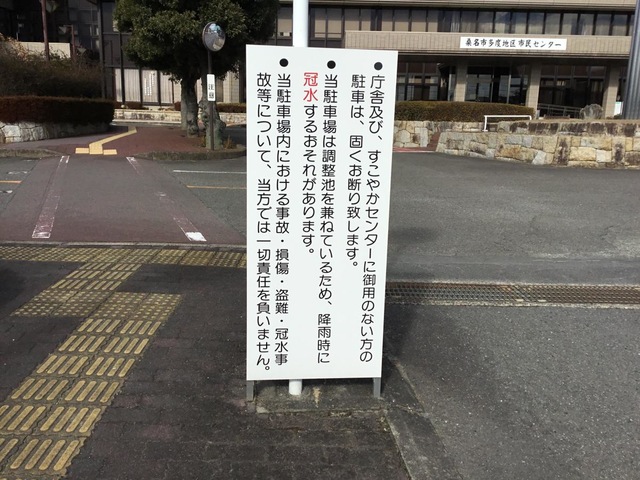 桑名市多度地区市民センター
注意
● 庁舎及び、すこやかセンターに御用のない方の
駐車は、固くお断り致します。
● 当駐車場は調整池を兼ねているため、降雨時に
冠水するおそれがあります。
● 当駐車場内における事故・損傷・盗難・冠水事
故等について、当方では一切責任を負いません。